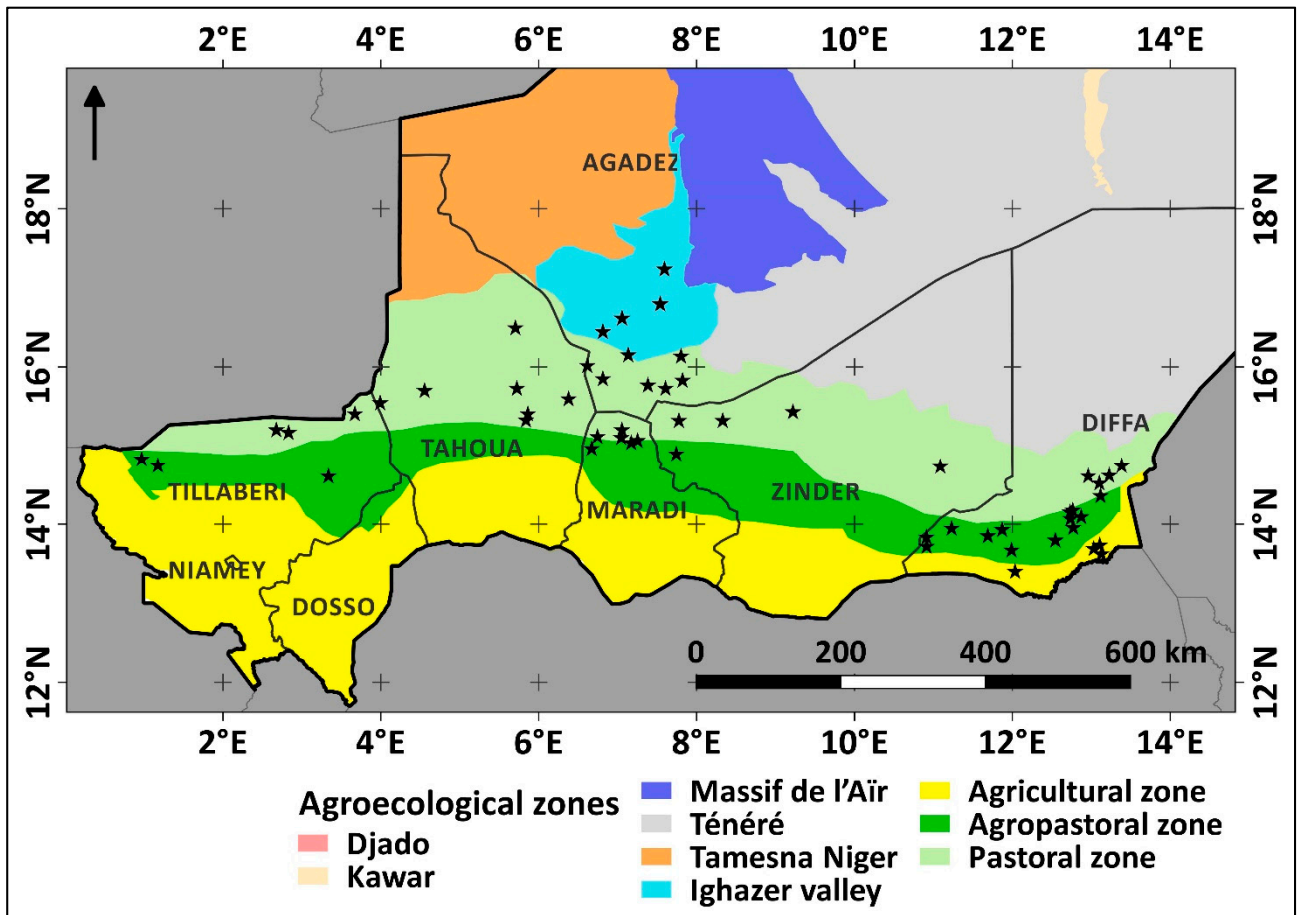 2°E 4°E 6°E 8°E 10°E 12°E 14°E
AGADEZ
18°N 18°N
16°N 16°N
DIFFA
TAHOUA
TILLABERI ZINDER
MARADI
14°N 14°N
NIAMEY
DOSSO
0 200 400 600 km
12°N 12°N
2°E 4°E 6°E 8°E 10°E 12°E 14°E
Agroecological zones
Djado
Kawar
Massif de l'Aïr
Ténéré
Tamesna Niger
Ighazer valley
Agricultural zone
Agropastoral zone
Pastoral zone